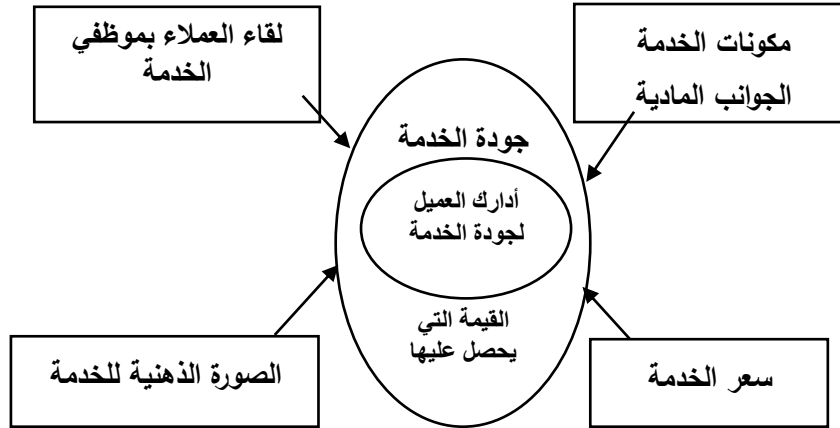 مكونات الخدمة
الجوانب المادية
لقاء العملاء بموظفي
الخدمة
جودة الخدمة
أدارك العميل
لجودة الخدمة
القيمة التي
يحصل عليها
سعر الخدمة
الصورة الذهنية للخدمة